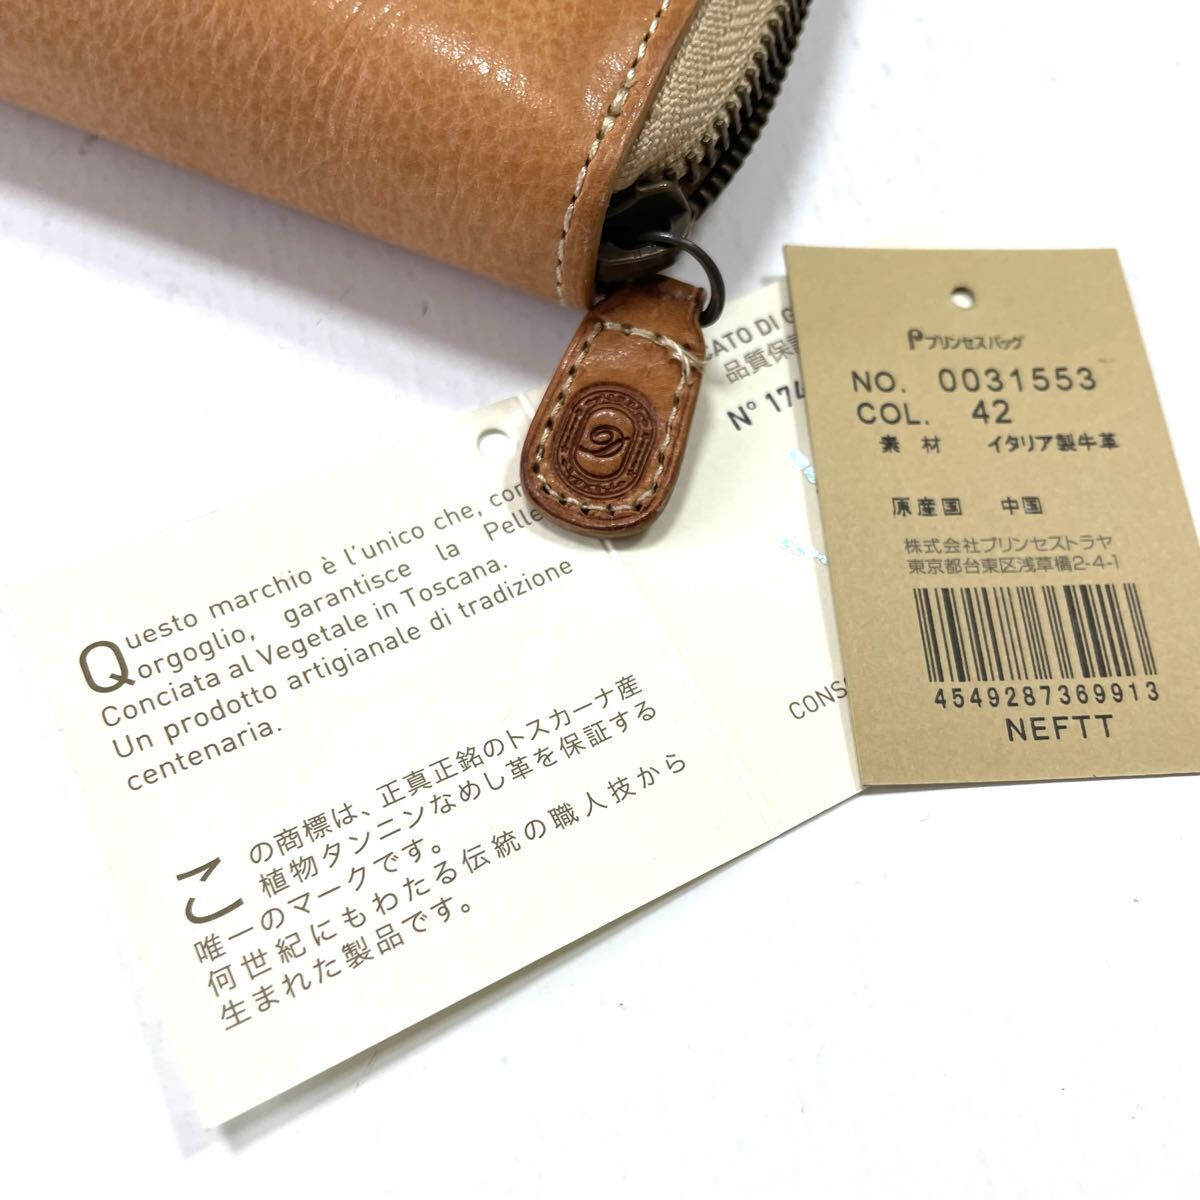 Questo marchio è l'unico che, con
orgoglio, garantisce la Pelle
Conciata al Vegetale in Toscana.
Un prodotto artigianale di tradizione
centenaria.
この商標は、正真正銘のトスカーナ産
植物タンニンなめし革を保証する
唯一のマークです。
何世紀にもわたる伝統の職人技から
生まれた製品です。
DI
品質保
N° 174
プリンセスバッグ
NO. 0031553
COL. 42
素材 イタリア製牛革
原産国 中国
株式会社プリンセストラヤ
東京都台東区浅草橋2-4-1
4549287369913
NEFTT